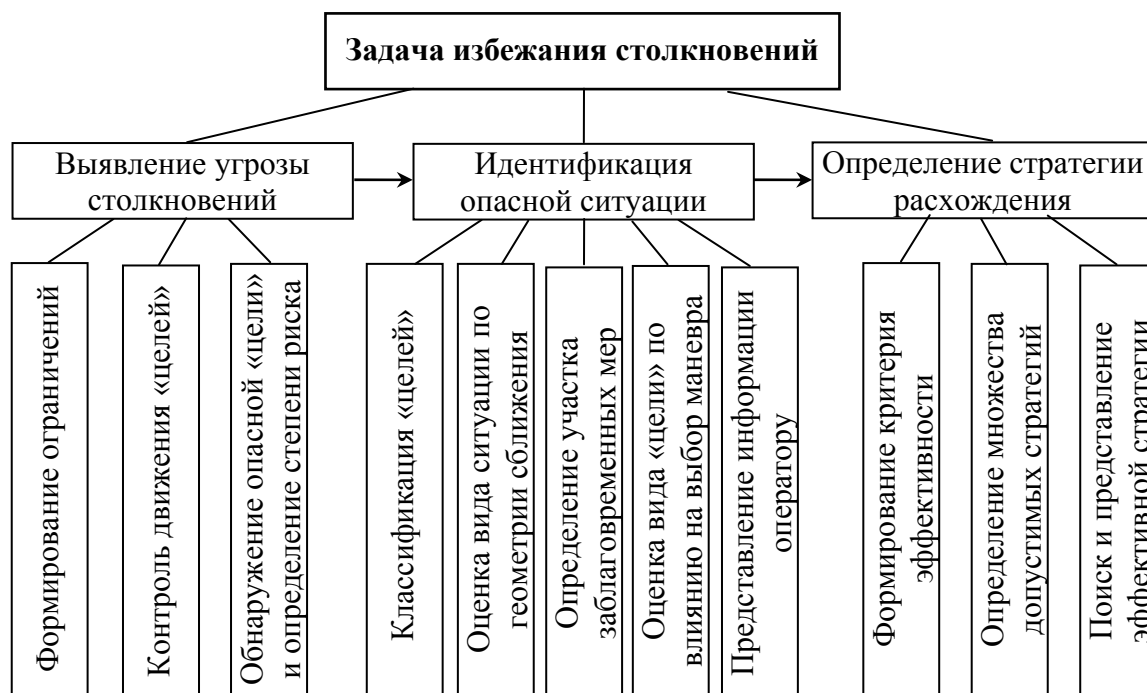 Задача избежания столкновений
Выявление угрозы
столкновений
Идентификация
опасной ситуации
Определение стратегии
расхождения
Формирование ограничений
Контроль движения «целей»
Обнаружение опасной «цели»
и определение степени риска
Классификация «целей»
Оценка вида ситуации по
геометрии сближения
Определение участка
заблаговременных мер
Оценка вида «цели» по
влиянию на выбор маневра
Представление информации
оператору
Формирование критерия
эффективности
Определение множества
допустимых стратегий
Поиск и представление
эффективной стратегии